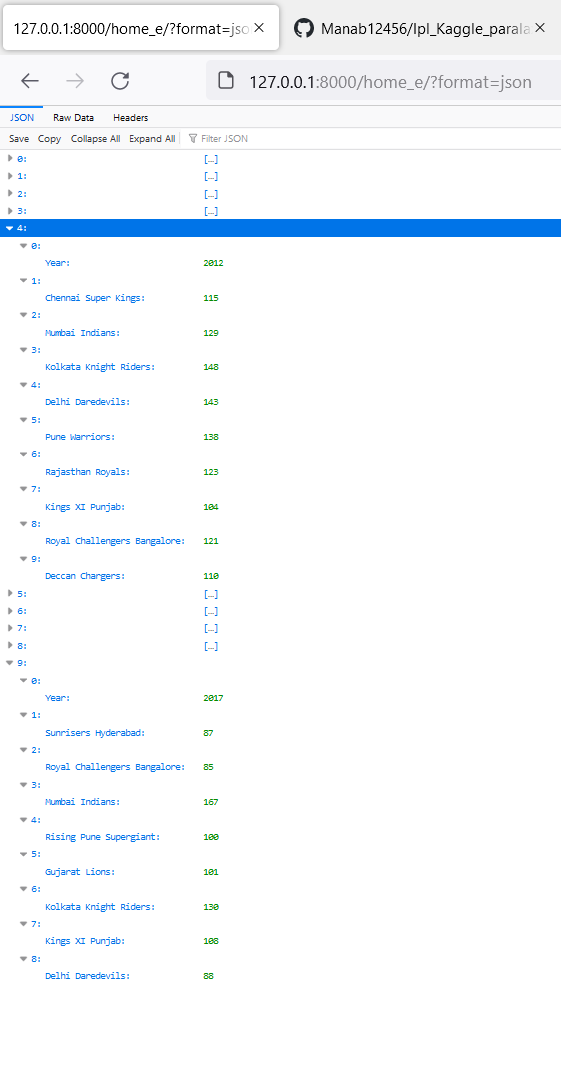 127.0.0.1:8000/home_e/?format=jso
Manab12456/Ipl_Kaggle_parala
127.0.0.1:8000/home_e/?format=json
JSON Raw Data Headers
Save Copy Collapse All Expand All Filter JSON
0: […]
1: […]
2: […]
3: […]
4:
0:
Year: 2012
1:
Chennai Super Kings: 115
2:
Mumbai Indians: 129
3:
Kolkata Knight Riders: 148
4:
Delhi Daredevils: 143
5:
Pune Warriors: 138
6:
Rajasthan Royals: 123
7:
Kings XI Punjab: 104
8:
Royal Challengers Bangalore: 121
9:
Deccan Chargers: 110
5: […]
6: […]
7: […]
8: […]
9:
0:
Year: 2017
1:
Sunrisers Hyderabad: 87
2:
Royal Challengers Bangalore: 85
3:
Mumbai Indians: 167
4:
Rising Pune Supergiant: 100
5:
Gujarat Lions: 101
6:
Kolkata Knight Riders: 130
7:
Kings XI Punjab: 108
8:
Delhi Daredevils: 88